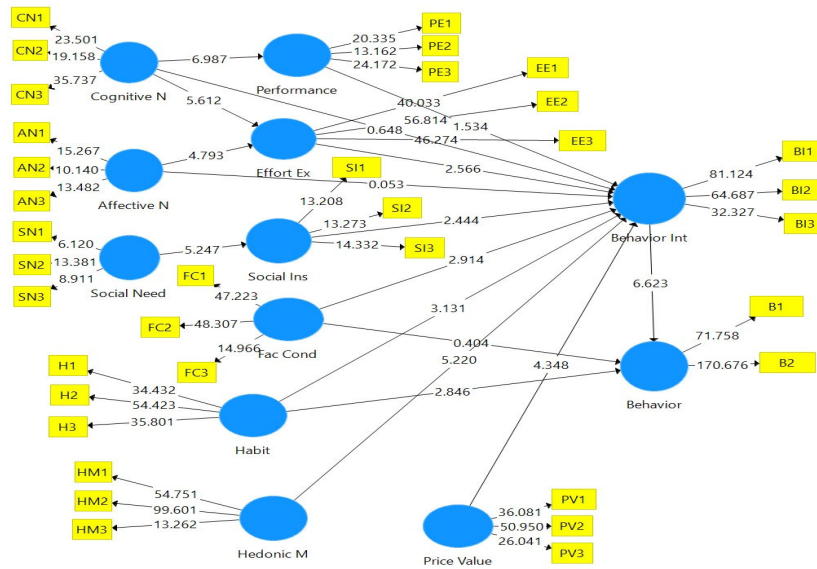 CN1
23.501
CN2
19.158
CN3
35.737
Cognitive N
6.987
5.612
PE1
20.335
PE2
13.162
PE3
24.172
Performance
EE1
40.033
EE2
56.814
EE3
46.274
1.534
0.648
AN1
15.267
AN2
10.140
AN3
13.482
Affective N
4.793
Effort Ex
2.566
0.053
SI1
13.208
SI2
13.273
SI3
14.332
2.444
BI1
81.124
BI2
64.687
BI3
32.327
Behavior Int
SN1
6.120
SN2
13.381
SN3
8.911
Social Need
5.247
Social Ins
FC1
47.223
FC2
48.307
FC3
14.966
Fac Cond
2.914
0.404
3.131
5.220
6.623
4.348
B1
71.758
B2
170.676
Behavior
H1
34.432
H2
54.423
H3
35.801
Habit
2.846
HM1
54.751
HM2
99.601
HM3
13.262
Hedonic M
PV1
36.081
PV2
50.950
PV3
26.041
Price Value